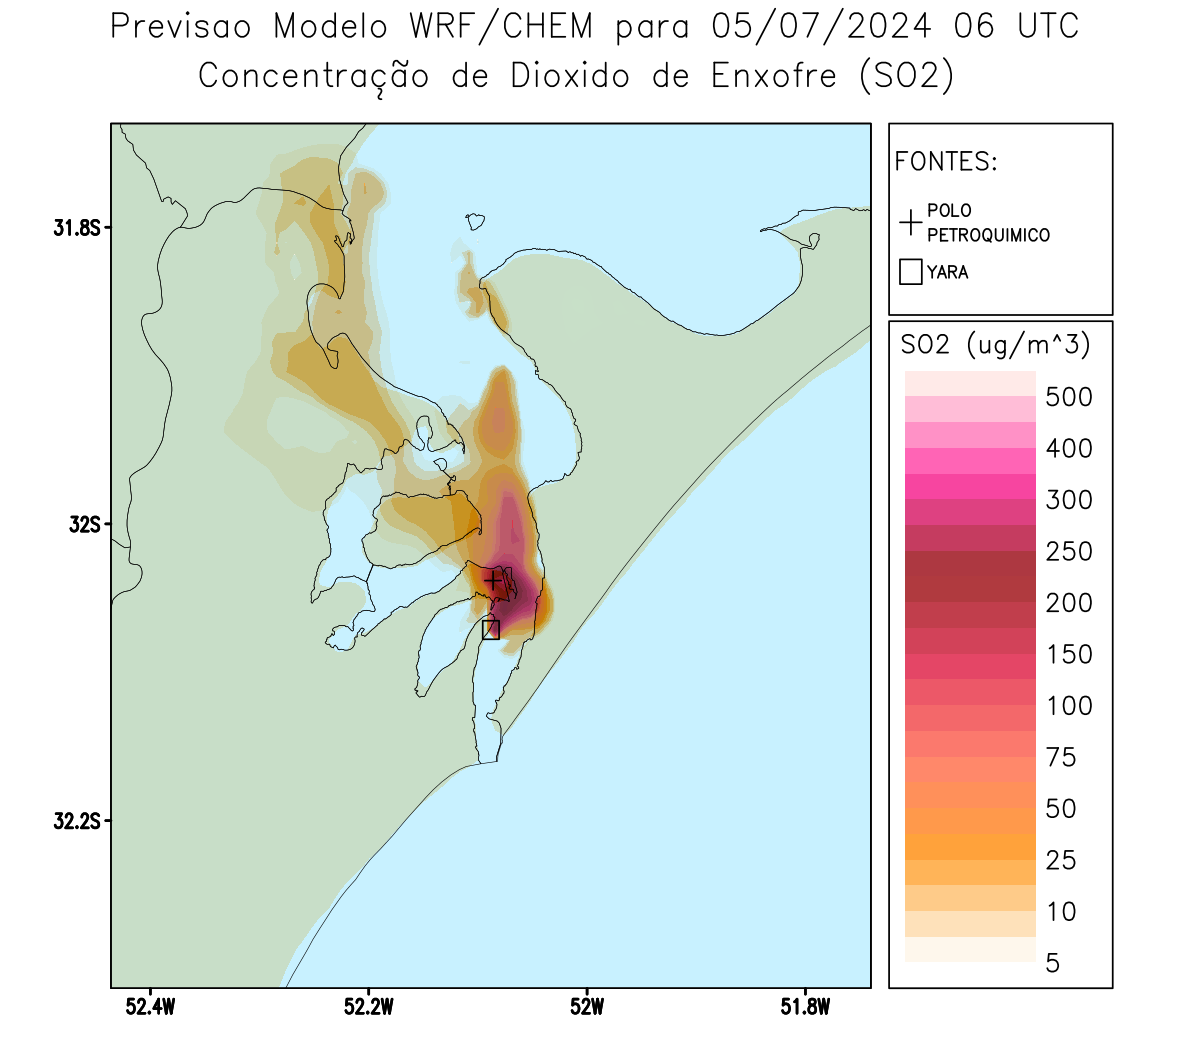 Previsao Modelo WRF/CHEM para 05/07/2024 06 UTC
Concentração de Dioxido de Enxofre (SO2)
FONTES:
POLO
PETROQUIMICO
YARA
SO2 (ug/m^3)
500
400
300
250
200
150
100
75
50
25
10
5
31.8S
32S
32.2S
52.4W
52.2W
52W
51.8W